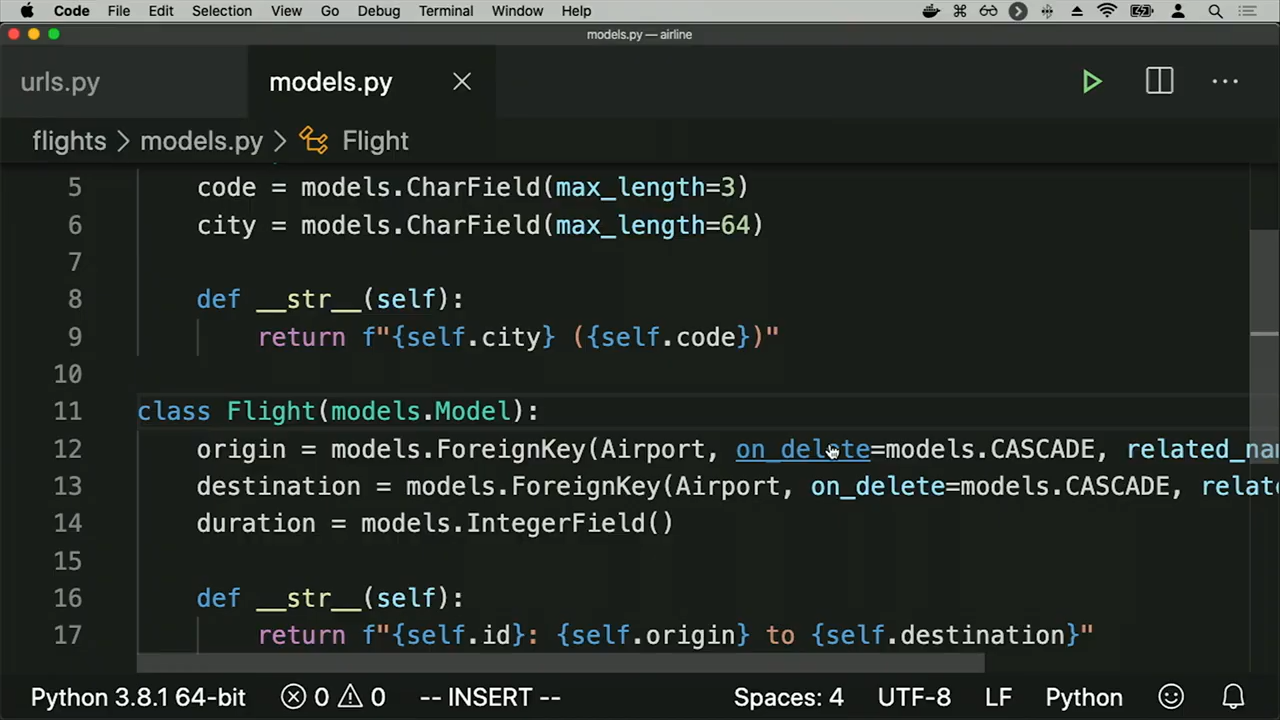 Code File Edit Selection View Go Debug Terminal Window Help
models.py — airline
urls.py models.py
flights > models.py > Flight
5 code = models.CharField(max_length=3)
6 city = models.CharField(max_length=64)
7
8 def __str__(self):
9 return f"{self.city} ({self.code})"
10
11 class Flight(models.Model):
12 origin = models.ForeignKey(Airport, on_delete=models.CASCADE, related_na
13 destination = models.ForeignKey(Airport, on_delete=models.CASCADE, relate
14 duration = models.IntegerField()
15
16 def __str__(self):
17 return f"{self.id}: {self.origin} to {self.destination}"
Python 3.8.1 64-bit 0 0 -- INSERT -- Spaces: 4 UTF-8 LF Python